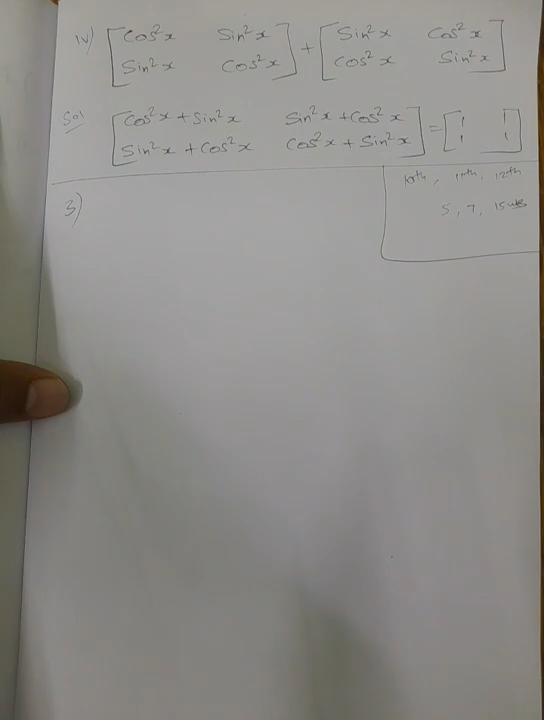 iv) [Cos²x Sin²x] + [Sin²x Cos²x]
[Sin²x Cos²x] [Cos²x Sin²x]
Sol [Cos²x + Sin²x Sin²x + Cos²x] = [1 1]
[Sin²x + Cos²x Cos²x + Sin²x] [1 1]
10th, 11th, 12th
5, 7, 15
3)